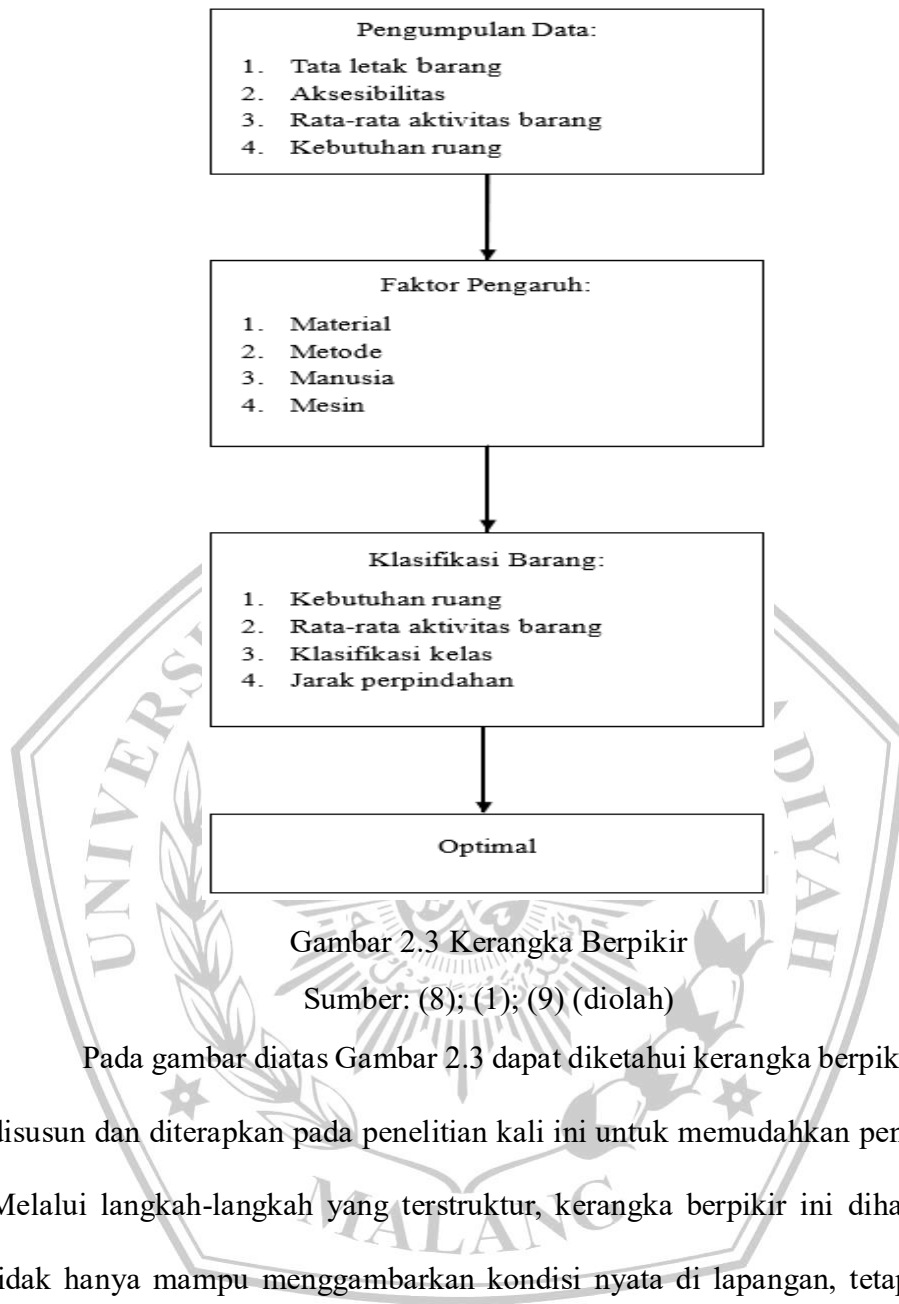 Pengumpulan Data:
1. Tata letak barang
2. Aksesibilitas
3. Rata-rata aktivitas barang
4. Kebutuhan ruang
Faktor Pengaruh:
1. Material
2. Metode
3. Manusia
4. Mesin
Klasifikasi Barang:
1. Kebutuhan ruang
2. Rata-rata aktivitas barang
3. Klasifikasi kelas
4. Jarak perpindahan
Optimal
Gambar 2.3 Kerangka Berpikir
Sumber: (8); (1); (9) (diolah)
Pada gambar diatas Gambar 2.3 dapat diketahui kerangka berpik
disusun dan diterapkan pada penelitian kali ini untuk memudahkan pen
Melalui langkah-langkah yang terstruktur, kerangka berpikir ini diha
tidak hanya mampu menggambarkan kondisi nyata di lapangan, tetap
UNIVERS
DIYAH
MALANG